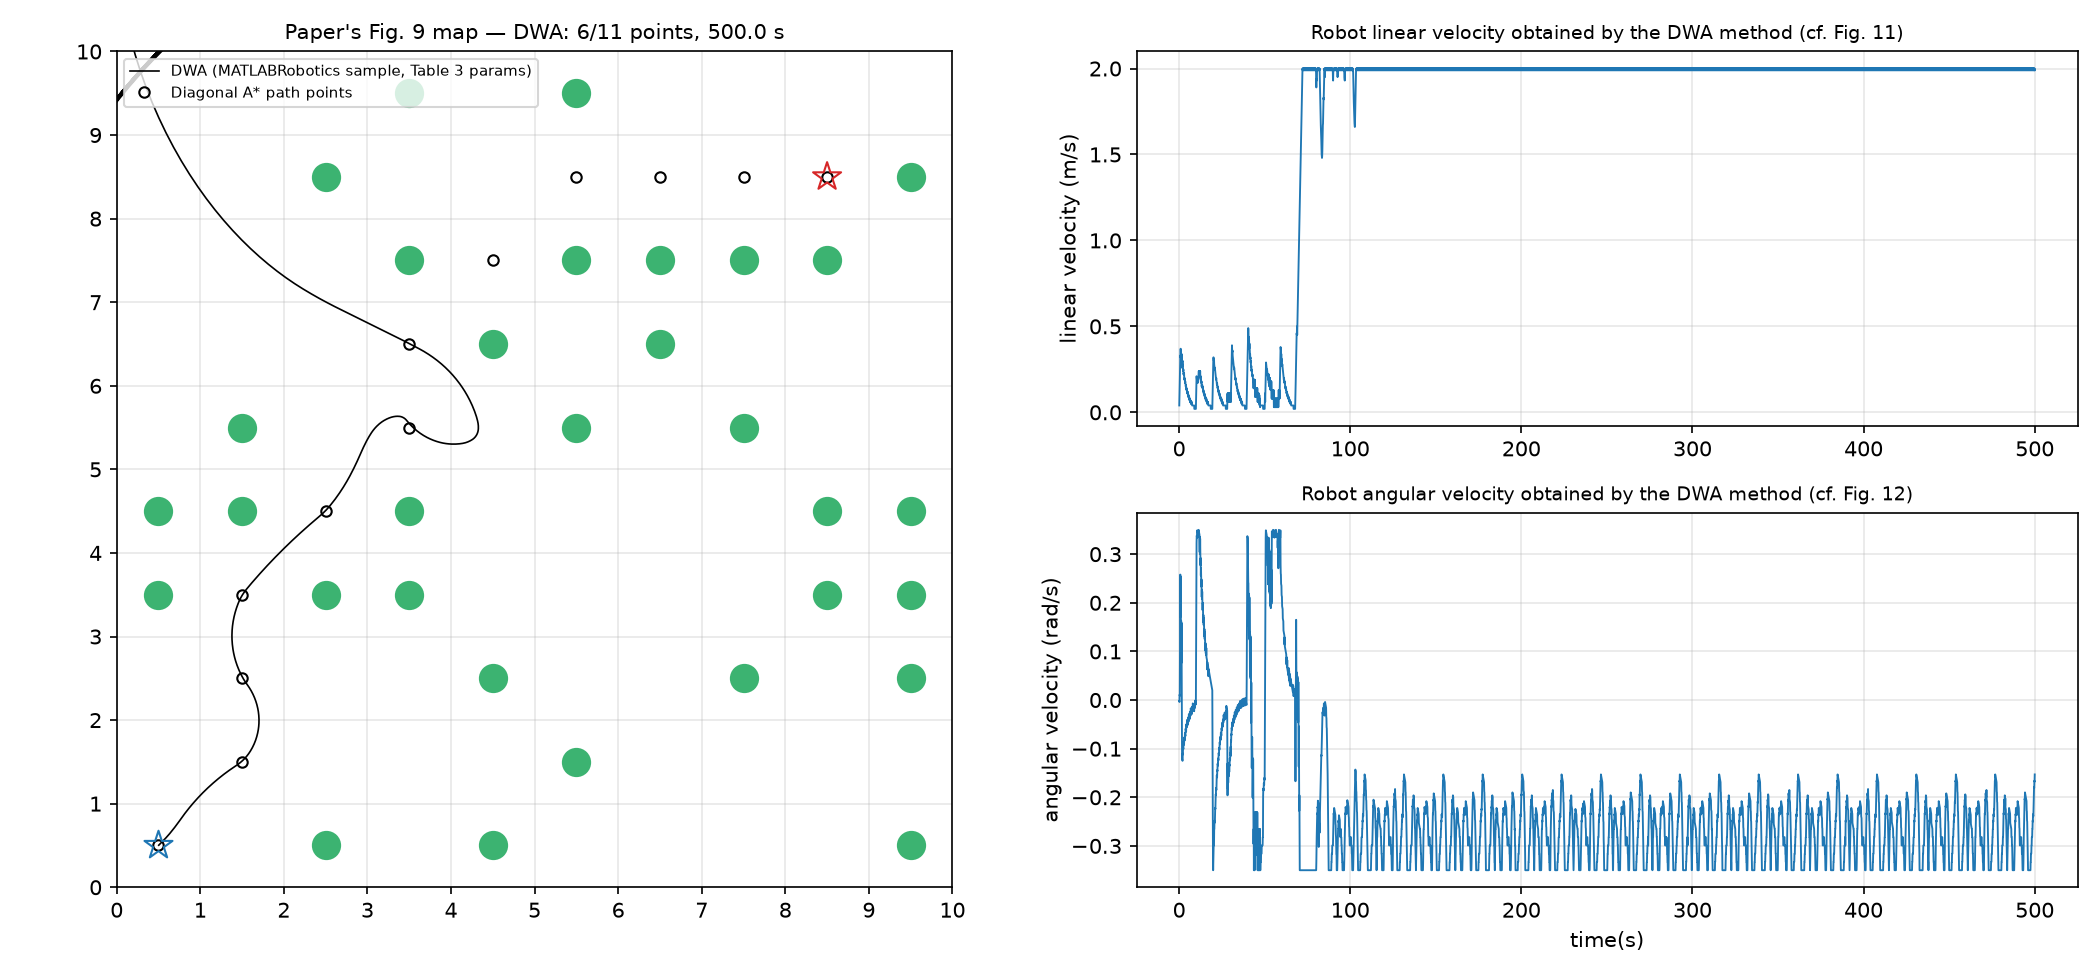 Paper's Fig. 9 map — DWA: 6/11 points, 500.0 s
DWA (MATLABRobotics sample, Table 3 params)
Diagonal A* path points
10
9
8
7
6
5
4
3
2
1
0
0 1 2 3 4 5 6 7 8 9 10
Robot linear velocity obtained by the DWA method (cf. Fig. 11)
linear velocity (m/s)
2.0
1.5
1.0
0.5
0.0
0 100 200 300 400 500
Robot angular velocity obtained by the DWA method (cf. Fig. 12)
angular velocity (rad/s)
0.3
0.2
0.1
0.0
−0.1
−0.2
−0.3
0 100 200 300 400 500
time(s)